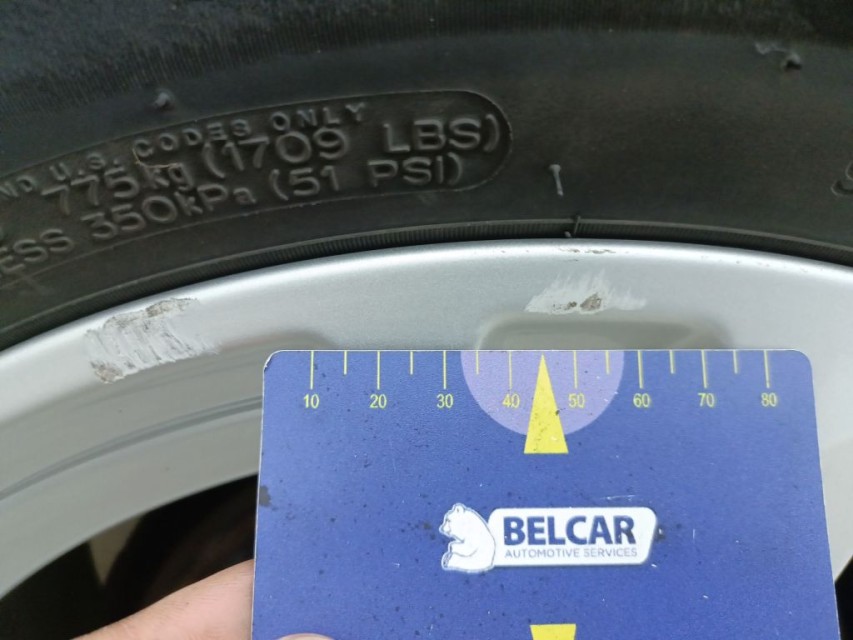 ND U.S. CODES ONLY
775kg (1709 LBS)
ESS 350kPa (51 PSI)
10 20 30 40 50 60 70 80
BELCAR
AUTOMOTIVE SERVICES